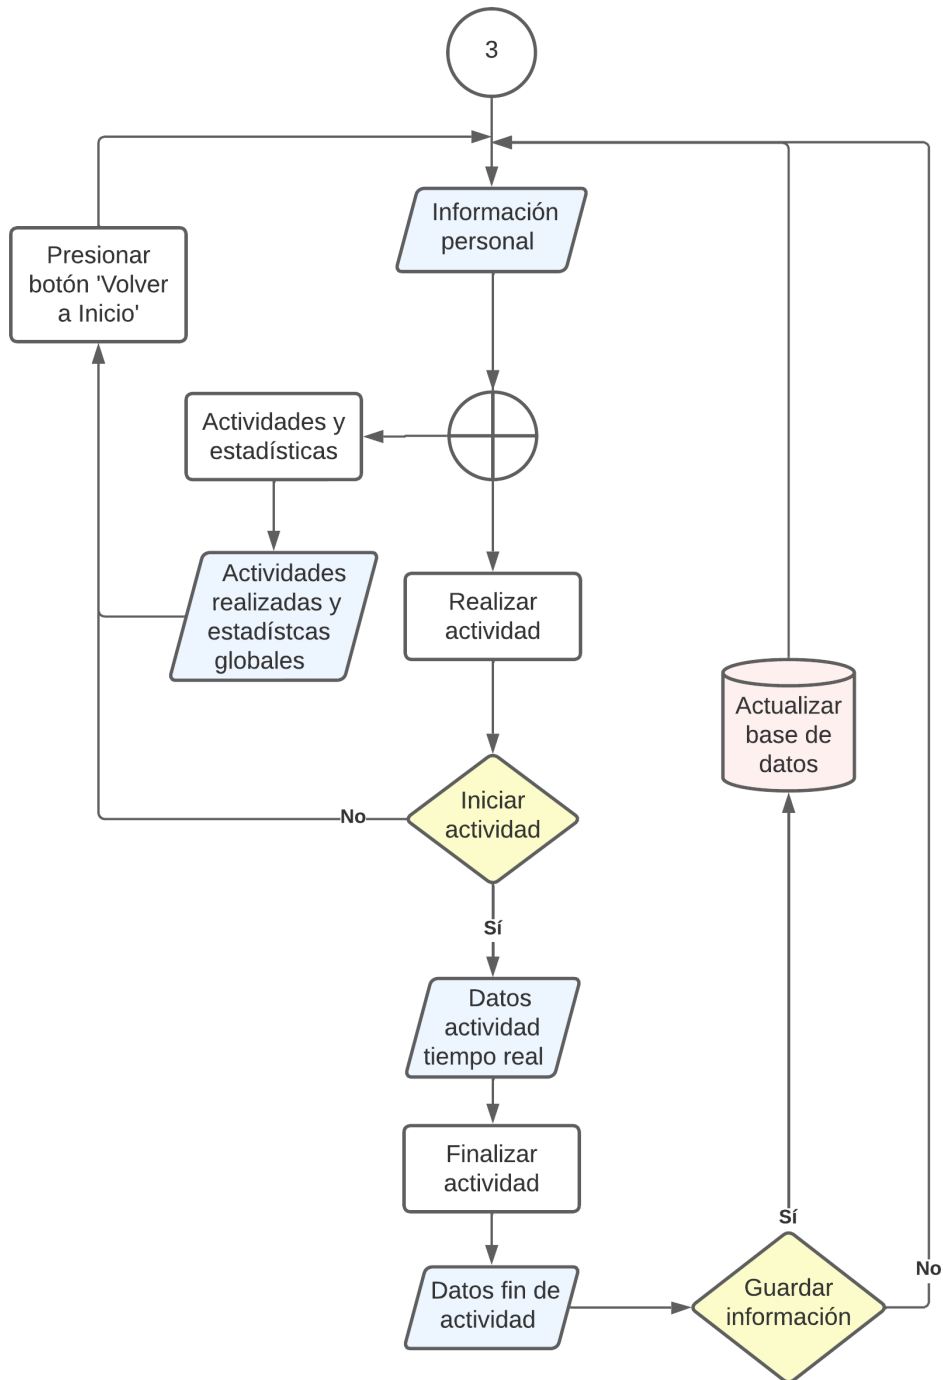 3
Información
personal
Presionar
botón 'Volver
a Inicio'
Actividades y
estadísticas
Actividades
realizadas y
estadístcas
globales
Realizar
actividad
Actualizar
base de
datos
Iniciar
actividad
No
Sí
Datos
actividad
tiempo real
Finalizar
actividad
Sí
Datos fin de
actividad
Guardar
información
No